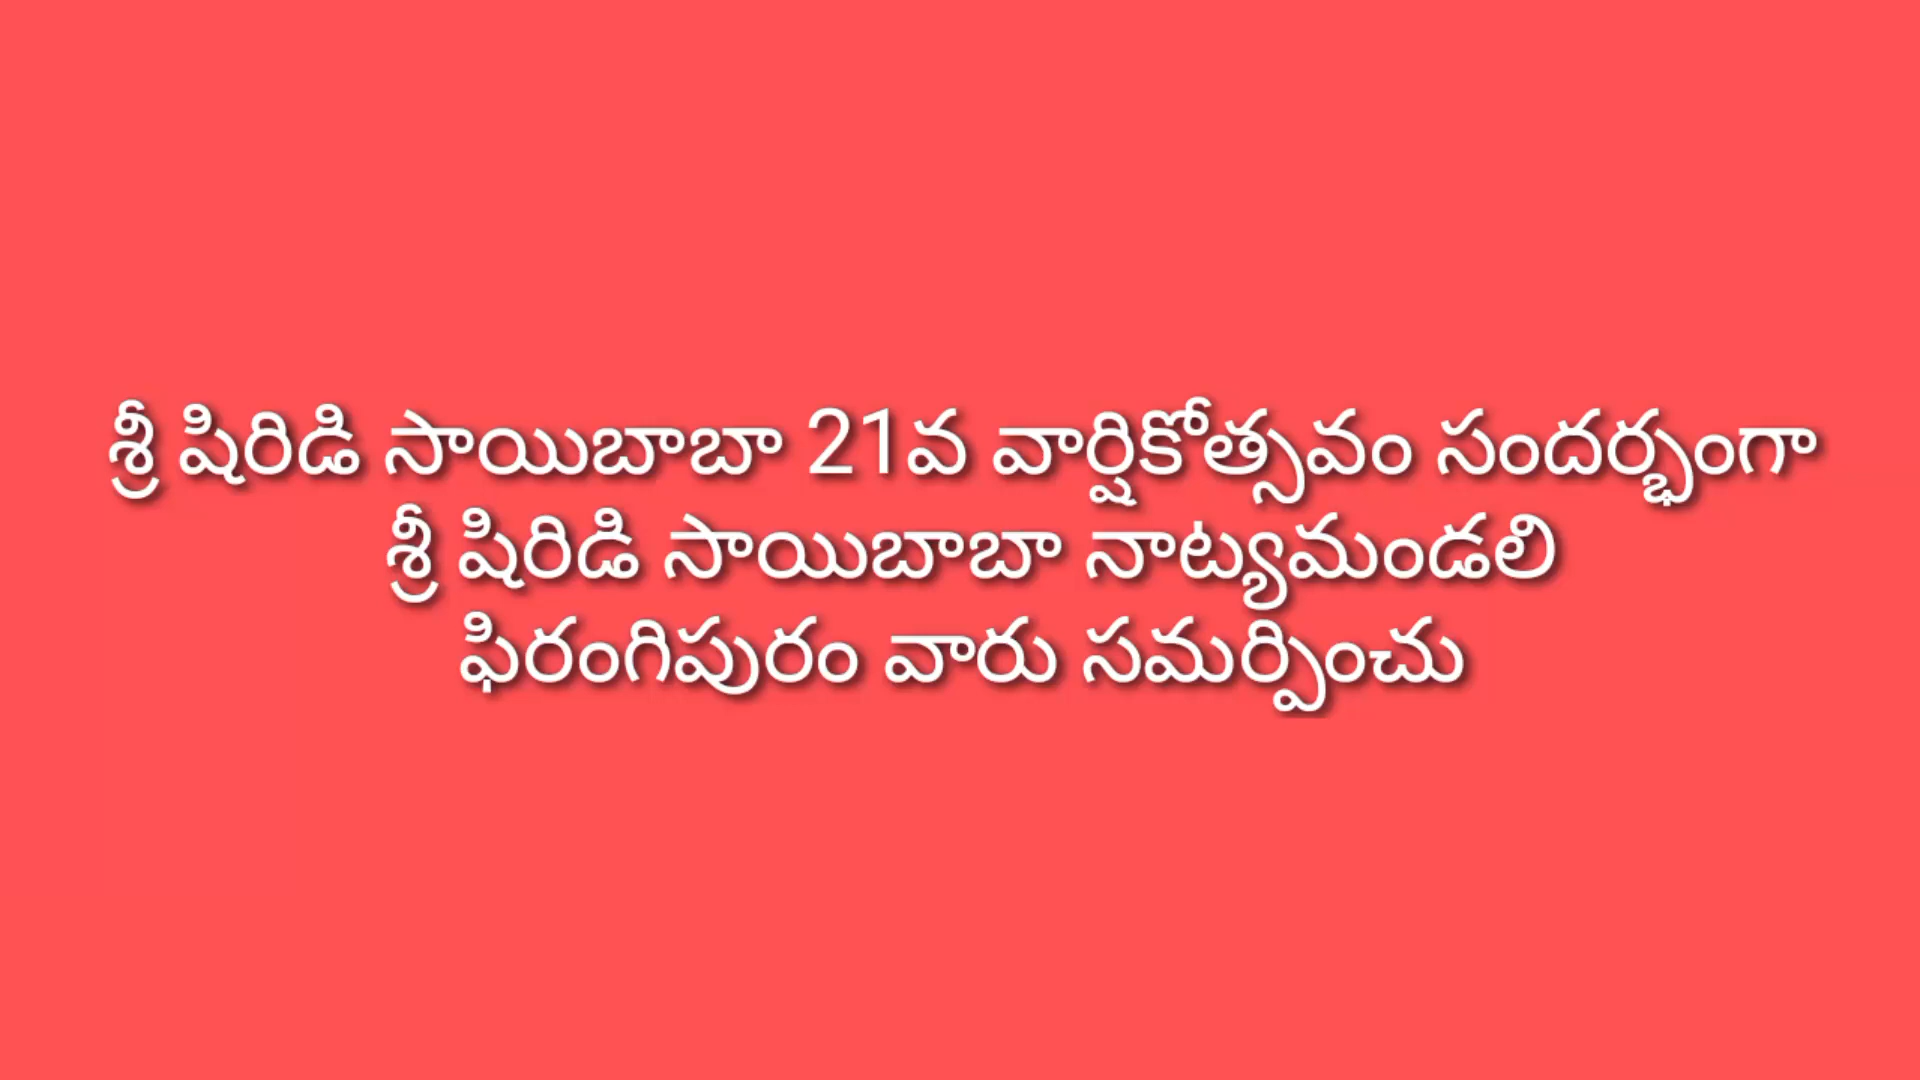 శ్రీ షిరిడి సాయిబాబా 21వ వార్షికోత్సవం సందర్భంగా
శ్రీ షిరిడి సాయిబాబా నాట్యమండలి
ఫిరంగిపురం వారు సమర్పించు